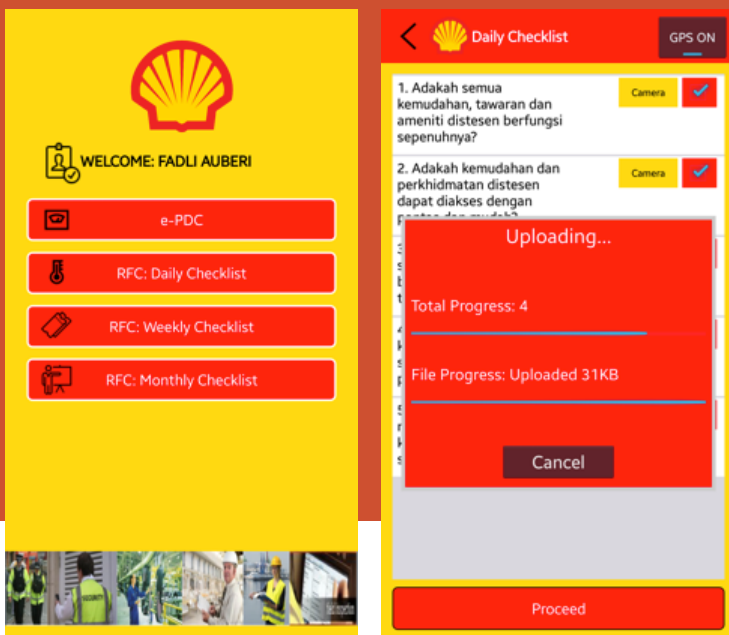 WELCOME: FADLI AUBERI
e-PDC
RFC: Daily Checklist
RFC: Weekly Checklist
RFC: Monthly Checklist
SECURITY
Daily Checklist
GPS ON
1. Adakah semua
kemudahan, tawaran dan
ameniti distesen berfungsi
sepenuhnya?
Camera
2. Adakah kemudahan dan
perkhidmatan distesen
dapat diakses dengan
Camera
Uploading...
Total Progress: 4
File Progress: Uploaded 31KB
Cancel
Proceed